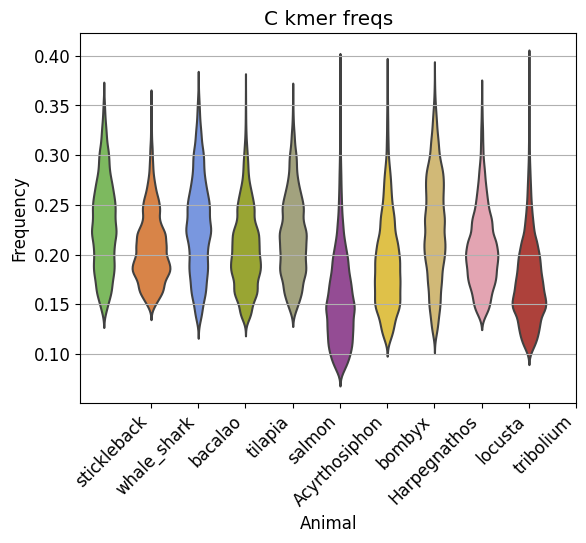 C kmer freqs
Frequency
0.40
0.35
0.30
0.25
0.20
0.15
0.10
stickleback
whale_shark
bacalao
tilapia
salmon
Acyrthosiphon
bombyx
Harpegnathos
locusta
tribolium
Animal